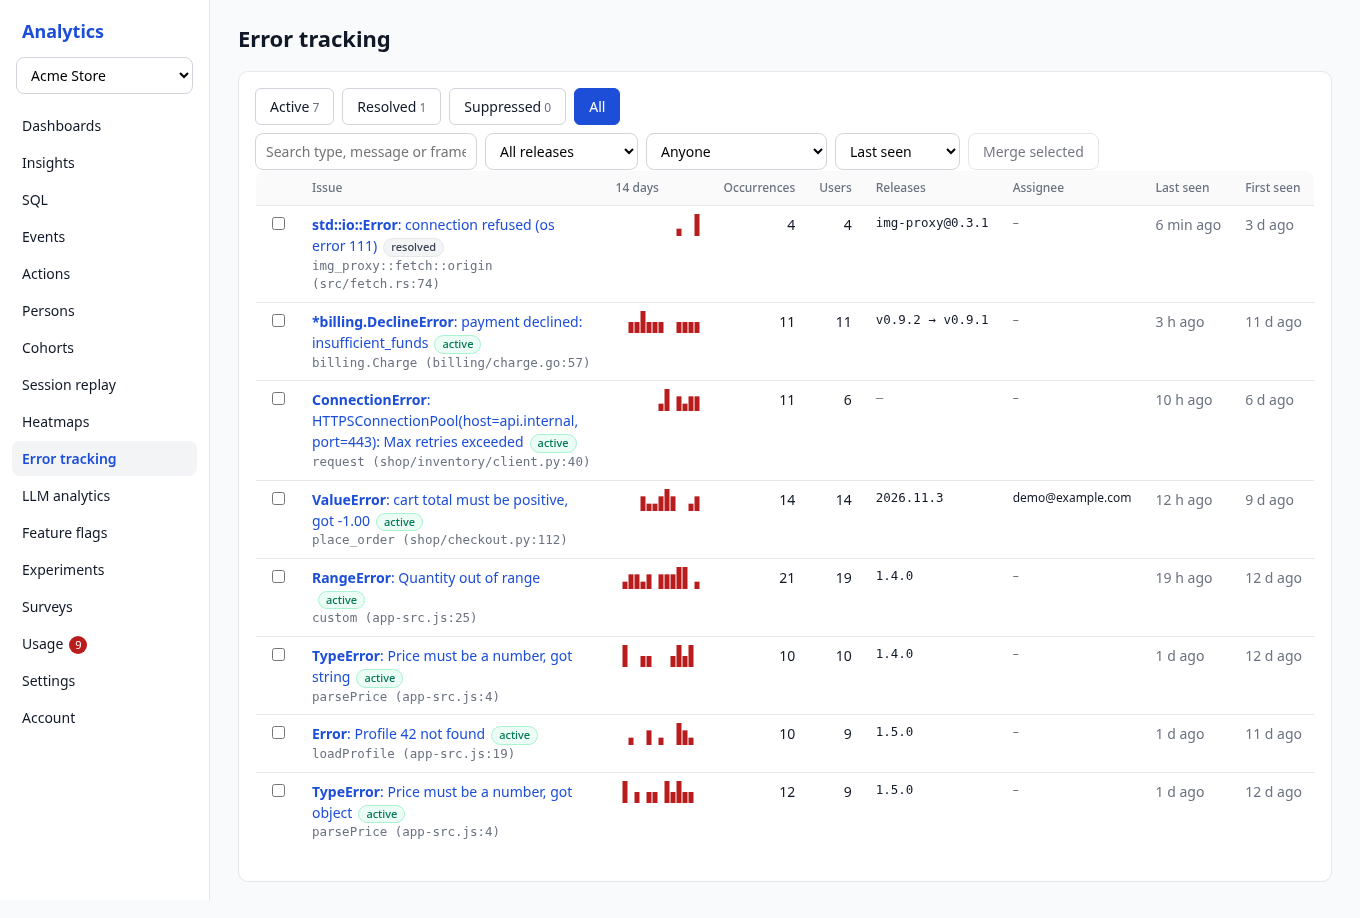 Analytics
Acme Store
Dashboards
Insights
SQL
Events
Actions
Persons
Cohorts
Session replay
Heatmaps
Error tracking
LLM analytics
Feature flags
Experiments
Surveys
Usage 9
Settings
Account
Error tracking
Active 7 Resolved 1 Suppressed 0 All
Search type, message or frame All releases Anyone Last seen Merge selected
Issue 14 days Occurrences Users Releases Assignee Last seen First seen
std::io::Error: connection refused (os 4 4 img-proxy@0.3.1 – 6 min ago 3 d ago
error 111) resolved
img_proxy::fetch::origin
(src/fetch.rs:74)
*billing.DeclineError: payment declined: 11 11 v0.9.2 → v0.9.1 – 3 h ago 11 d ago
insufficient_funds active
billing.Charge (billing/charge.go:57)
ConnectionError: 11 6 – – 10 h ago 6 d ago
HTTPSConnectionPool(host=api.internal,
port=443): Max retries exceeded active
request (shop/inventory/client.py:40)
ValueError: cart total must be positive, 14 14 2026.11.3 demo@example.com 12 h ago 9 d ago
got -1.00 active
place_order (shop/checkout.py:112)
RangeError: Quantity out of range 21 19 1.4.0 – 19 h ago 12 d ago
active
custom (app-src.js:25)
TypeError: Price must be a number, got 10 10 1.4.0 – 1 d ago 12 d ago
string active
parsePrice (app-src.js:4)
Error: Profile 42 not found active 10 9 1.5.0 – 1 d ago 11 d ago
loadProfile (app-src.js:19)
TypeError: Price must be a number, got 12 9 1.5.0 – 1 d ago 12 d ago
object active
parsePrice (app-src.js:4)